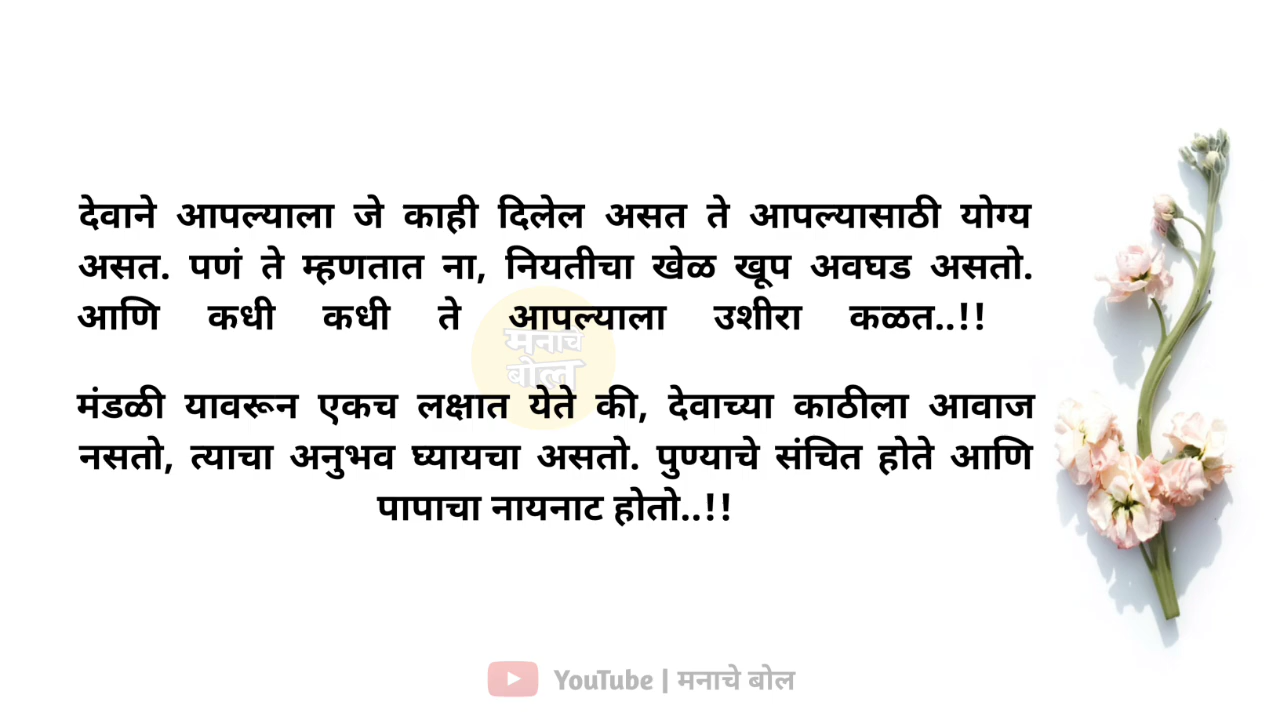 देवाने आपल्याला जे काही दिलेल असत ते आपल्यासाठी योग्य
असत. पणं ते म्हणतात ना, नियतीचा खेळ खूप अवघड असतो.
आणि कधी कधी ते आपल्याला उशीरा कळत..!!
मनाचे
बोल
मंडळी यावरून एकच लक्षात येते की, देवाच्या काठीला आवाज
नसतो, त्याचा अनुभव घ्यायचा असतो. पुण्याचे संचित होते आणि
पापाचा नायनाट होतो..!!
YouTube | मनाचे बोल